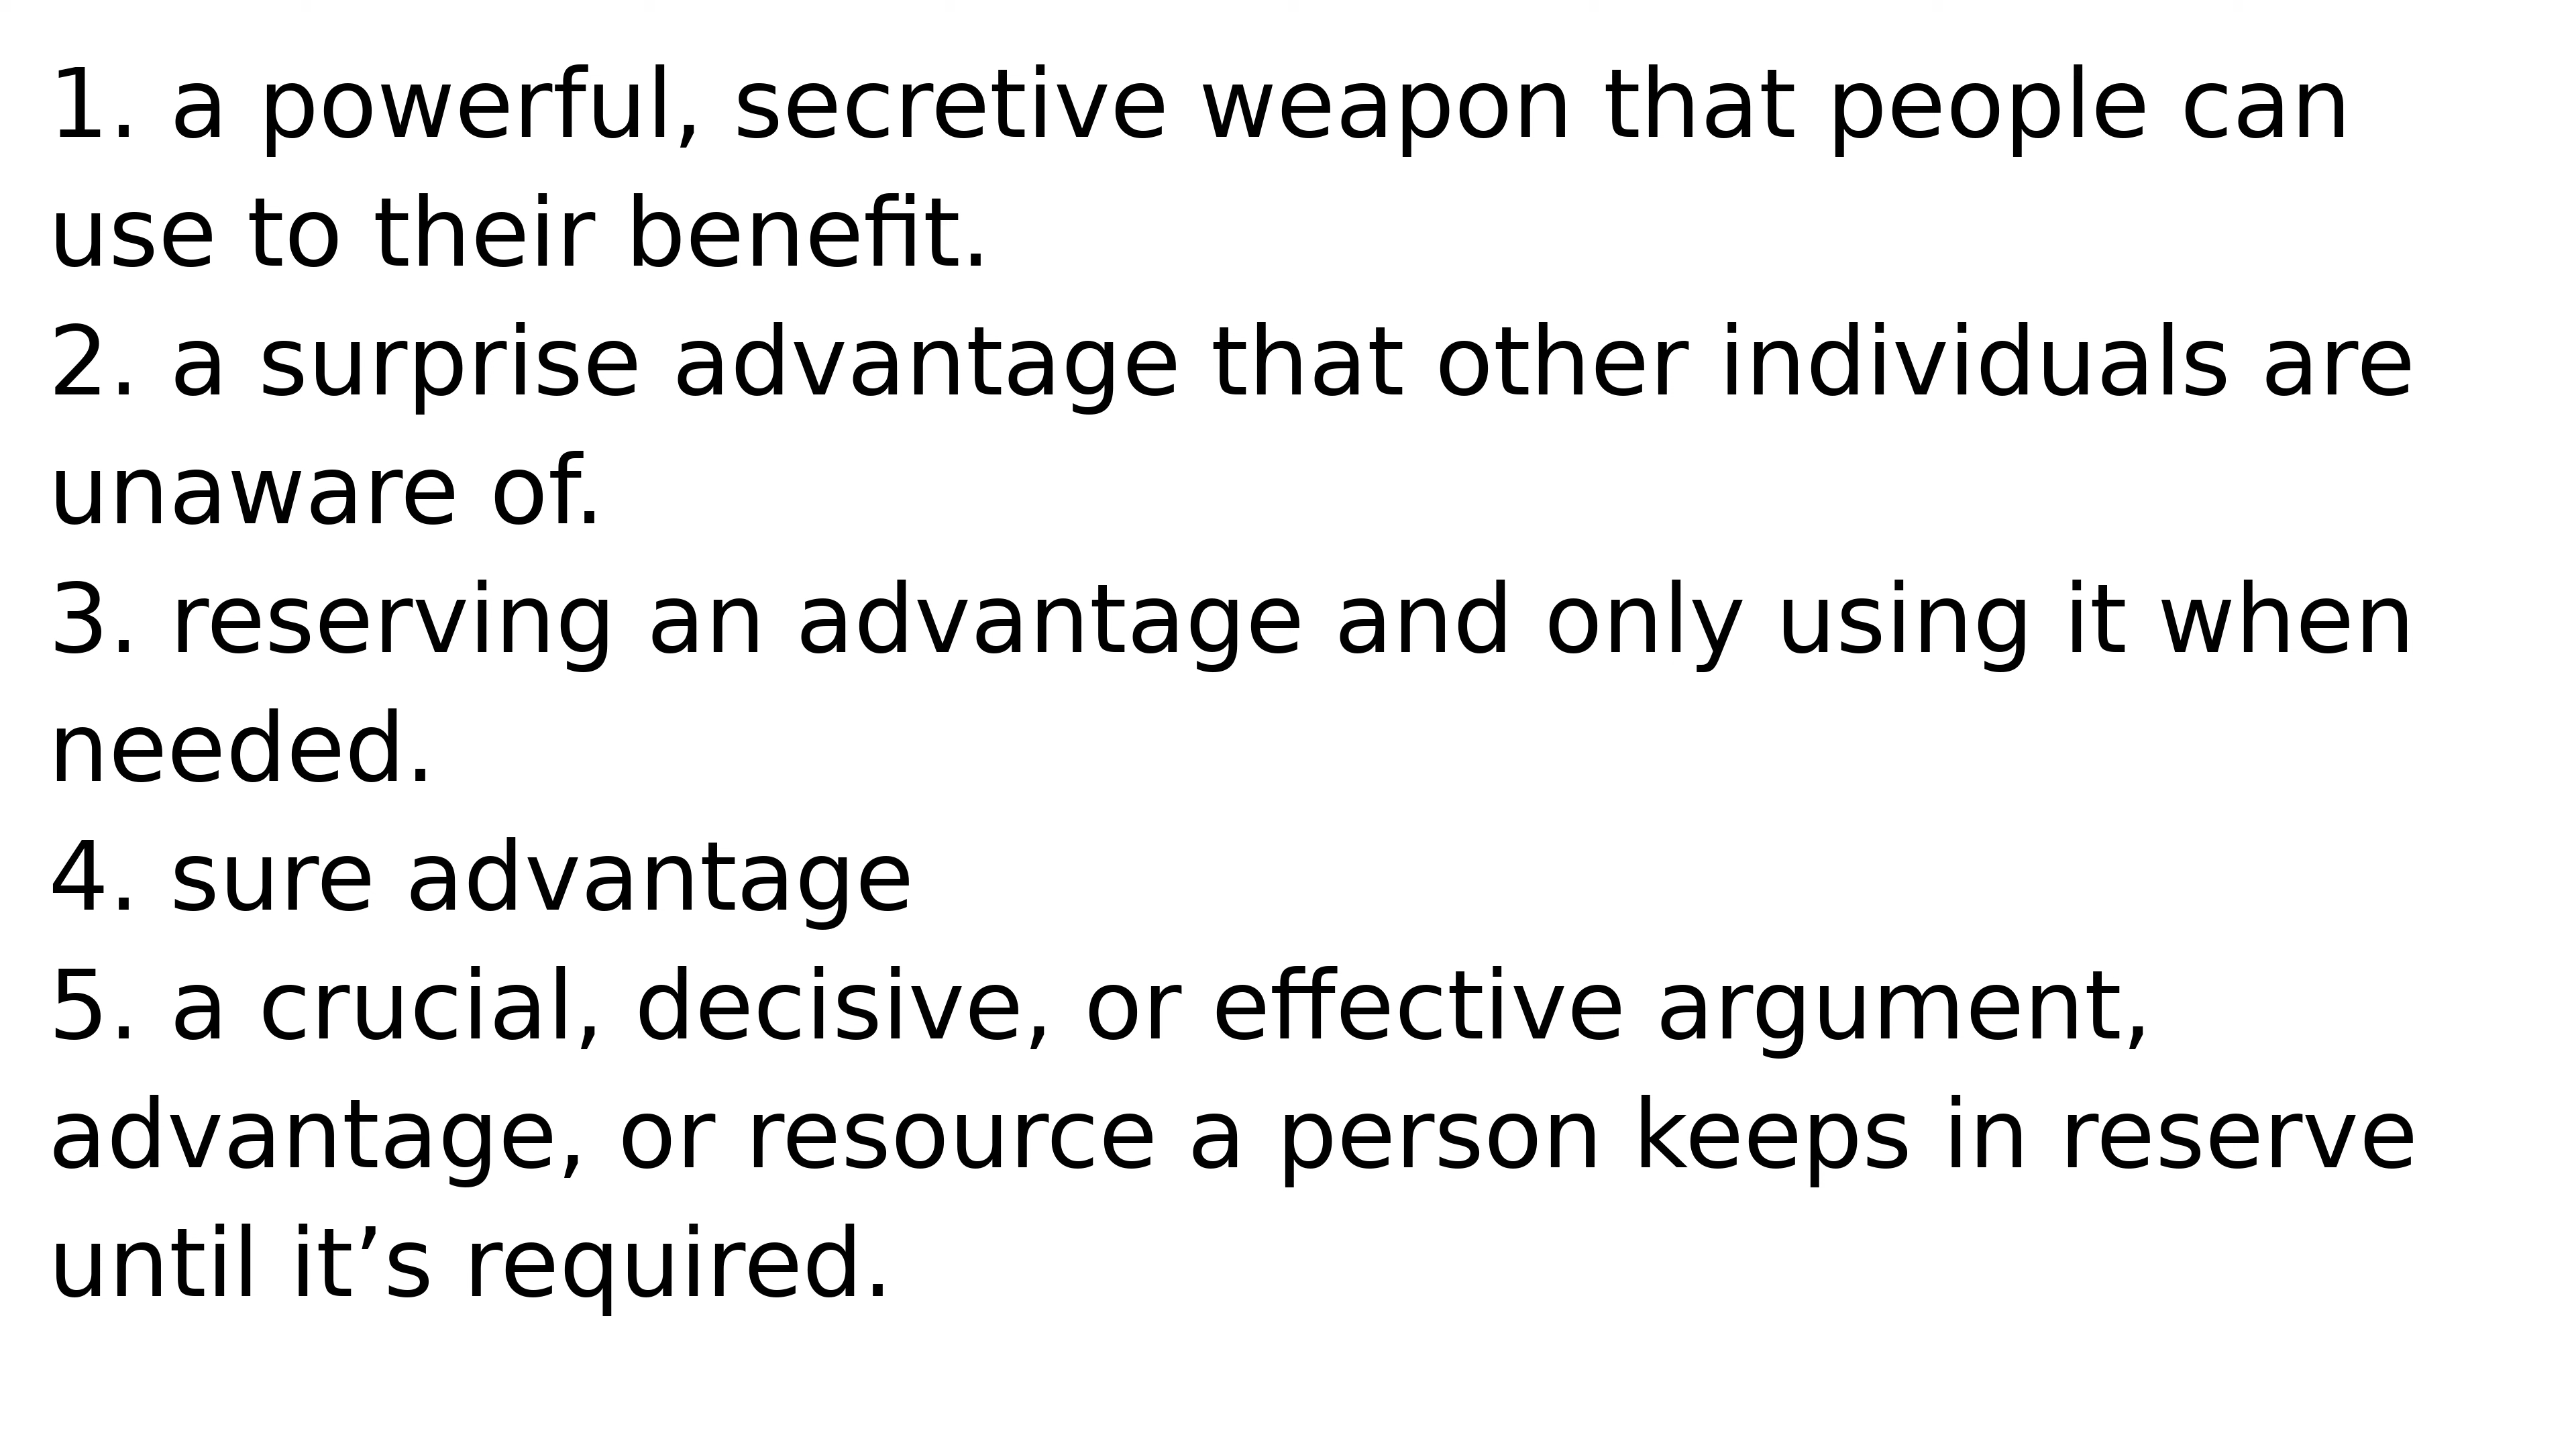 1. a powerful, secretive weapon that people can
use to their benefit.
2. a surprise advantage that other individuals are
unaware of.
3. reserving an advantage and only using it when
needed.
4. sure advantage
5. a crucial, decisive, or effective argument,
advantage, or resource a person keeps in reserve
until it’s required.